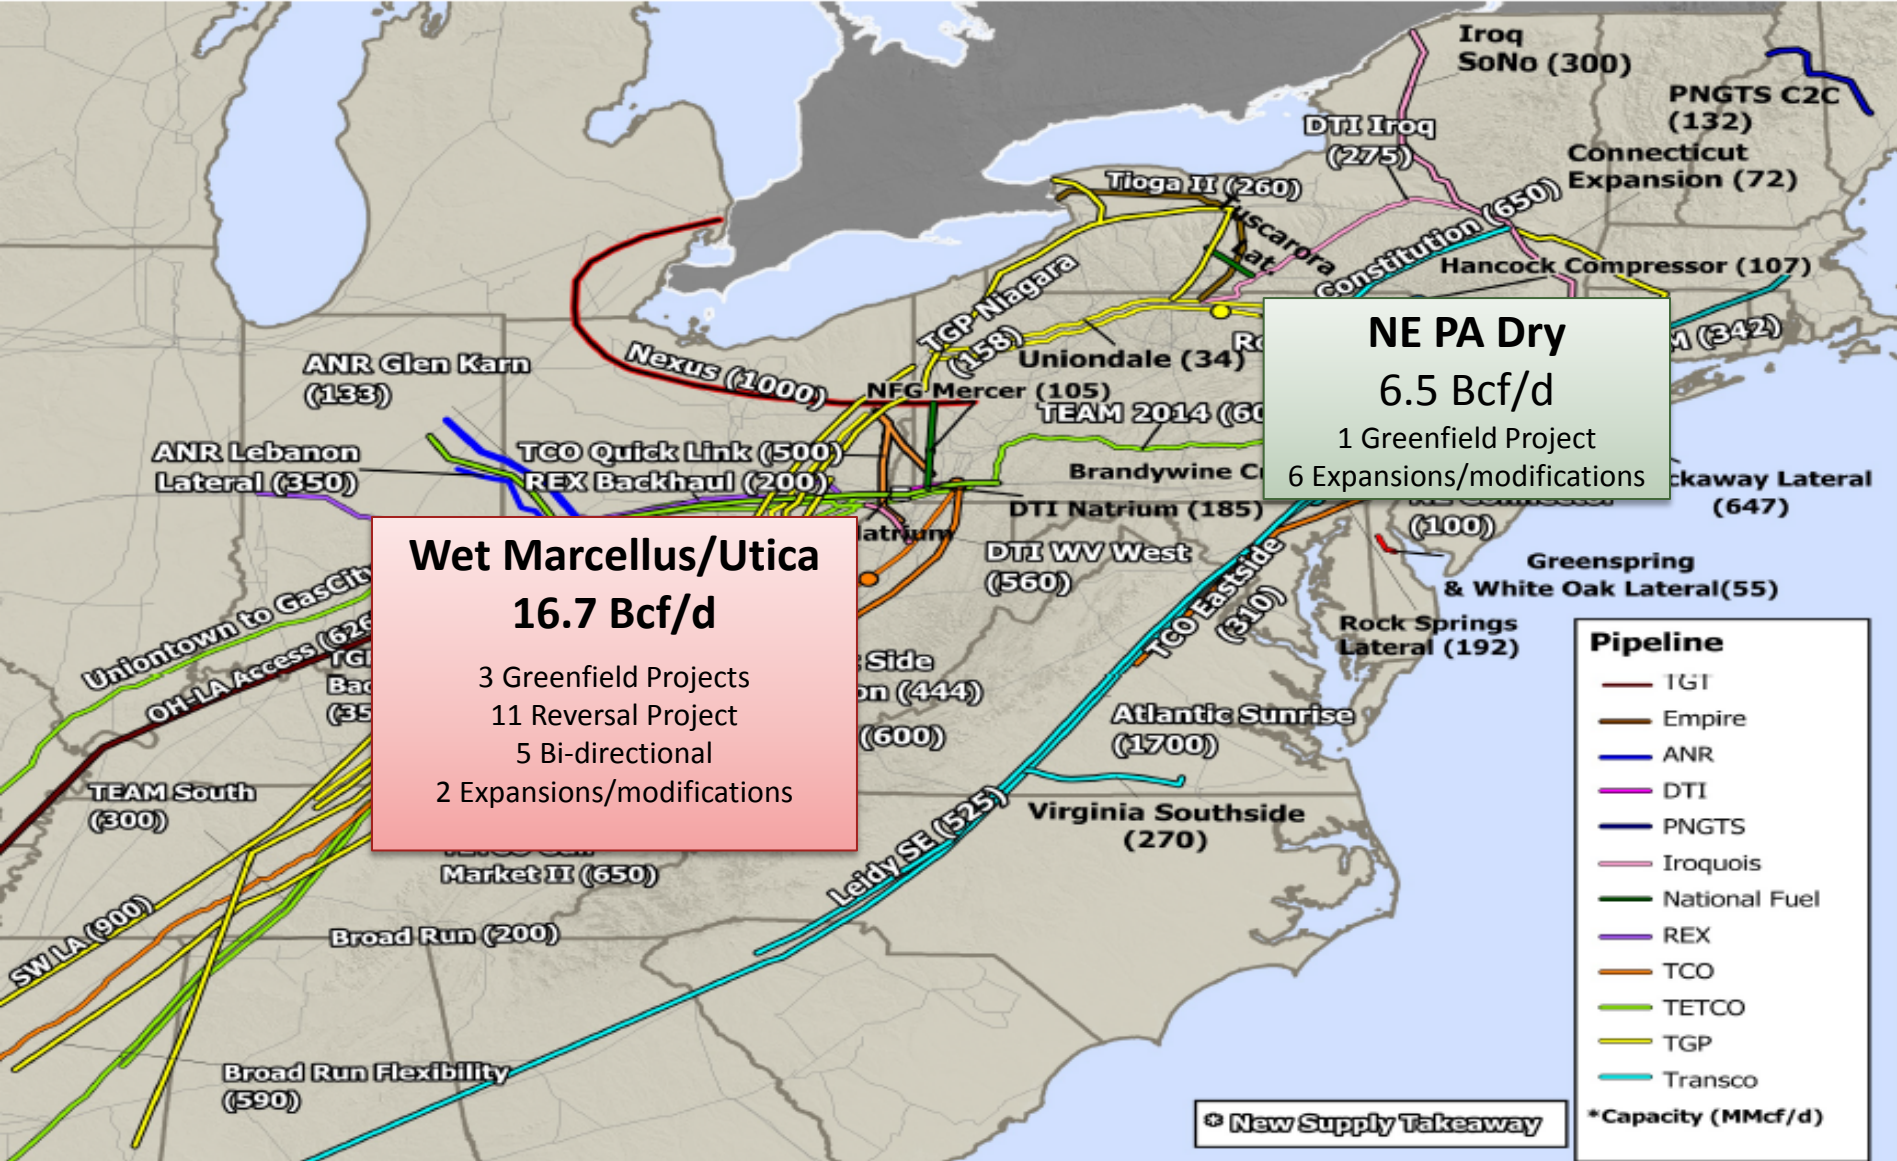 Iroq
SoNo (300)
PNGTS C2C
(132)
DTI Iroq
(275)
Connecticut
Expansion (72)
Tioga II (260)
Tuscarora
Lat
Constitution (650)
Hancock Compressor (107)
TGP Niagara
(158)
Uniondale (34)
M (342)
ANR Glen Karn
(133)
Nexus (1000)
NFG Mercer (105)
TEAM 2014 (60
NE PA Dry
6.5 Bcf/d
1 Greenfield Project
6 Expansions/modifications
ANR Lebanon
Lateral (350)
TCO Quick Link (500)
REX Backhaul (200)
Brandywine C
DTI Natrium (185)
DTI WV West
(560)
ckaway Lateral
(647)
(100)
Greenspring
& White Oak Lateral(55)
Rock Springs
Lateral (192)
TCO Eastside
(310)
Wet Marcellus/Utica
16.7 Bcf/d
3 Greenfield Projects
11 Reversal Project
5 Bi-directional
2 Expansions/modifications
Uniontown to GasCity
OH-LA Access (626
Bac
(35
Side
on (444)
(600)
Atlantic Sunrise
(1700)
TEAM South
(300)
Virginia Southside
(270)
Leidy SE (525)
Market II (650)
SW LA (900)
Broad Run (200)
Broad Run Flexibility
(590)
Pipeline
TGT
Empire
ANR
DTI
PNGTS
Iroquois
National Fuel
REX
TCO
TETCO
TGP
Transco
*Capacity (MMcf/d)
* New Supply Takeaway